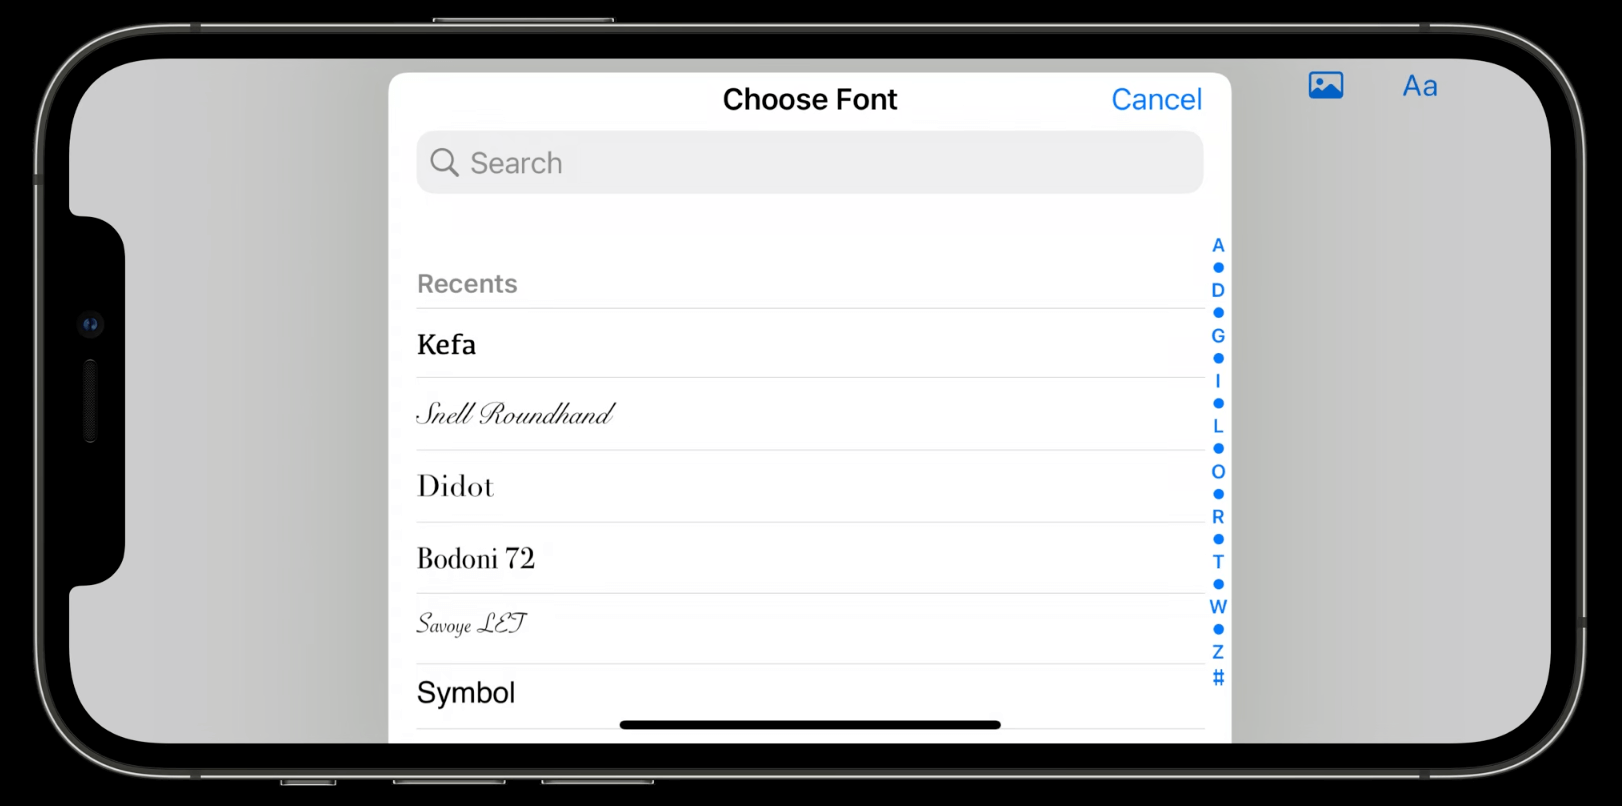 Choose Font
Cancel
Aa
Search
Recents
Kefa
Snell Roundhand
Didot
Bodoni 72
Savoye LET
Symbol
A
D
G
I
L
O
R
T
W
Z
#